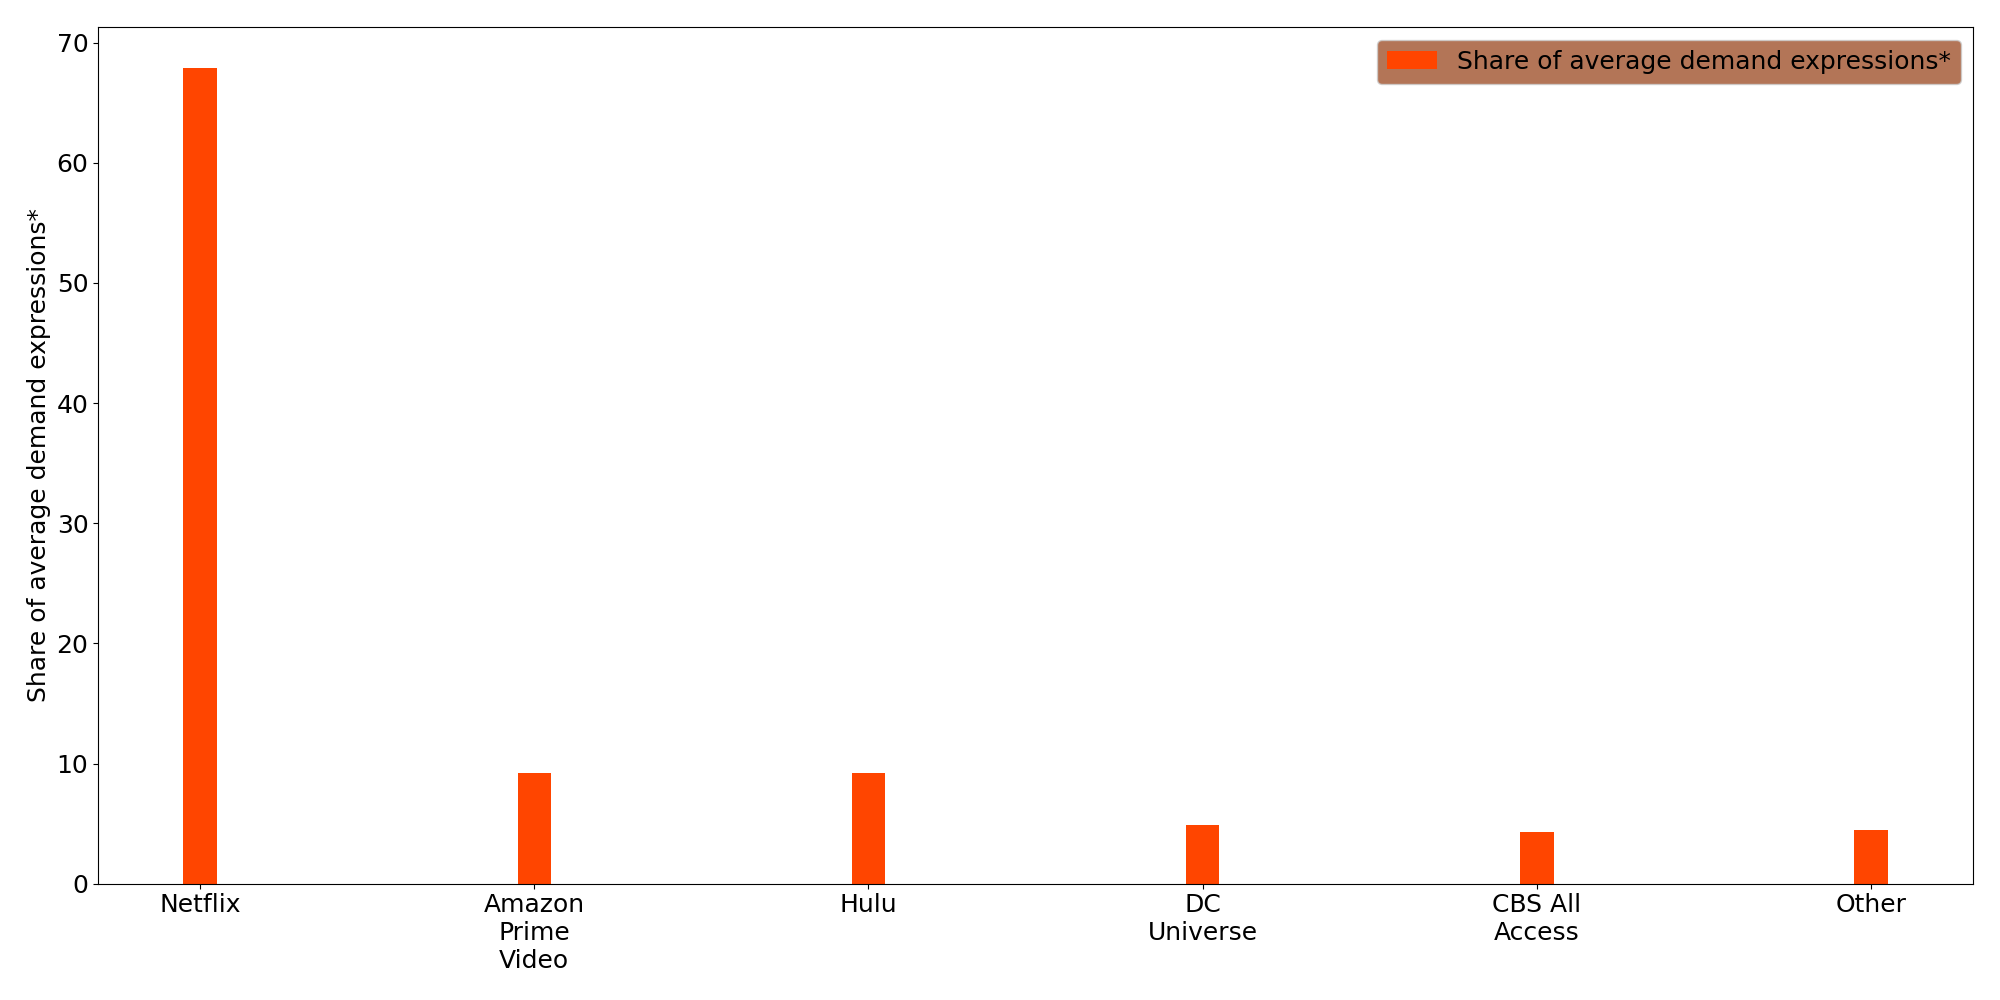 Share of average demand expressions*
Share of average demand expressions*
70
60
50
40
30
20
10
0
Netflix
Amazon
Prime
Video
Hulu
DC
Universe
CBS All
Access
Other